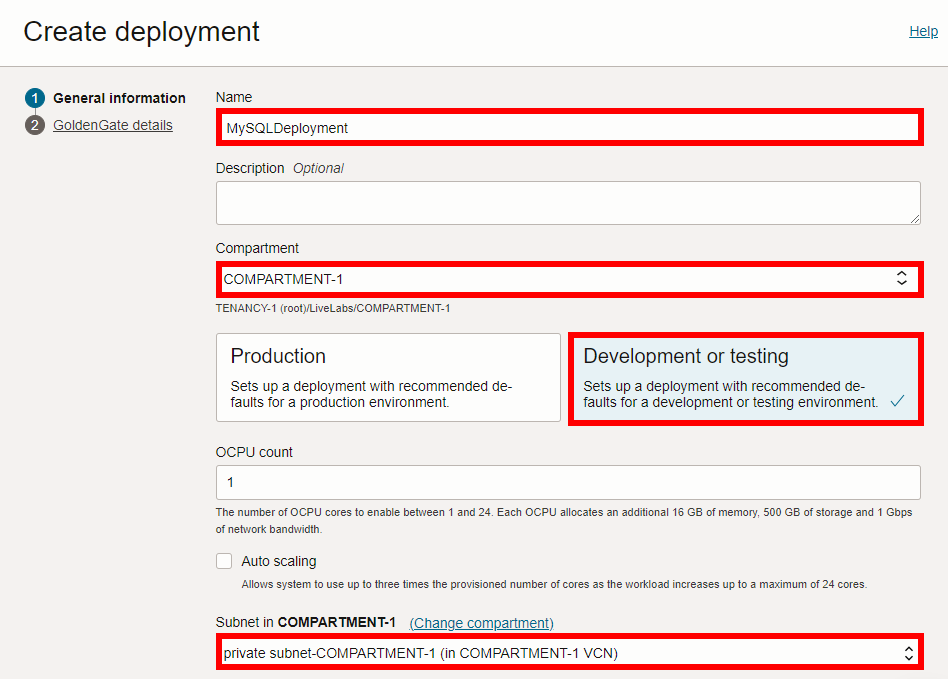 Create deployment
Help
1 General information
2 GoldenGate details
Name
MySQLDeployment
Description Optional
Compartment
COMPARTMENT-1
TENANCY-1 (root)/LiveLabs/COMPARTMENT-1
Production
Sets up a deployment with recommended de-
faults for a production environment.
Development or testing
Sets up a deployment with recommended de-
faults for a development or testing environment.
OCPU count
1
The number of OCPU cores to enable between 1 and 24. Each OCPU allocates an additional 16 GB of memory, 500 GB of storage and 1 Gbps
of network bandwidth.
Auto scaling
Allows system to use up to three times the provisioned number of cores as the workload increases up to a maximum of 24 cores.
Subnet in COMPARTMENT-1 (Change compartment)
private subnet-COMPARTMENT-1 (in COMPARTMENT-1 VCN)